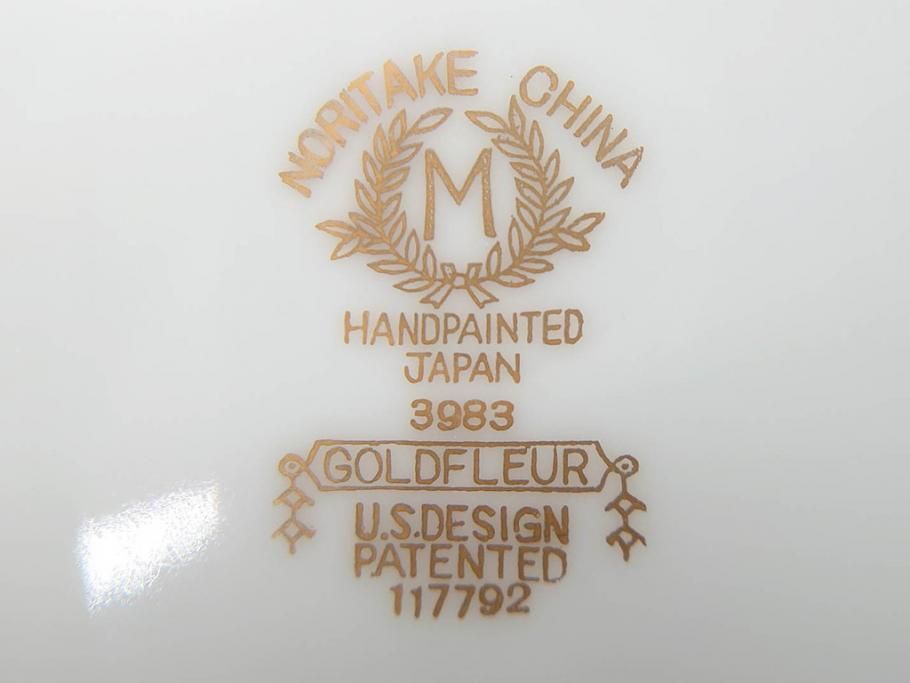 NORITAKE CHINA
M
HANDPAINTED
JAPAN
3983
GOLDFLEUR
U.S.DESIGN
PATENTED
117792